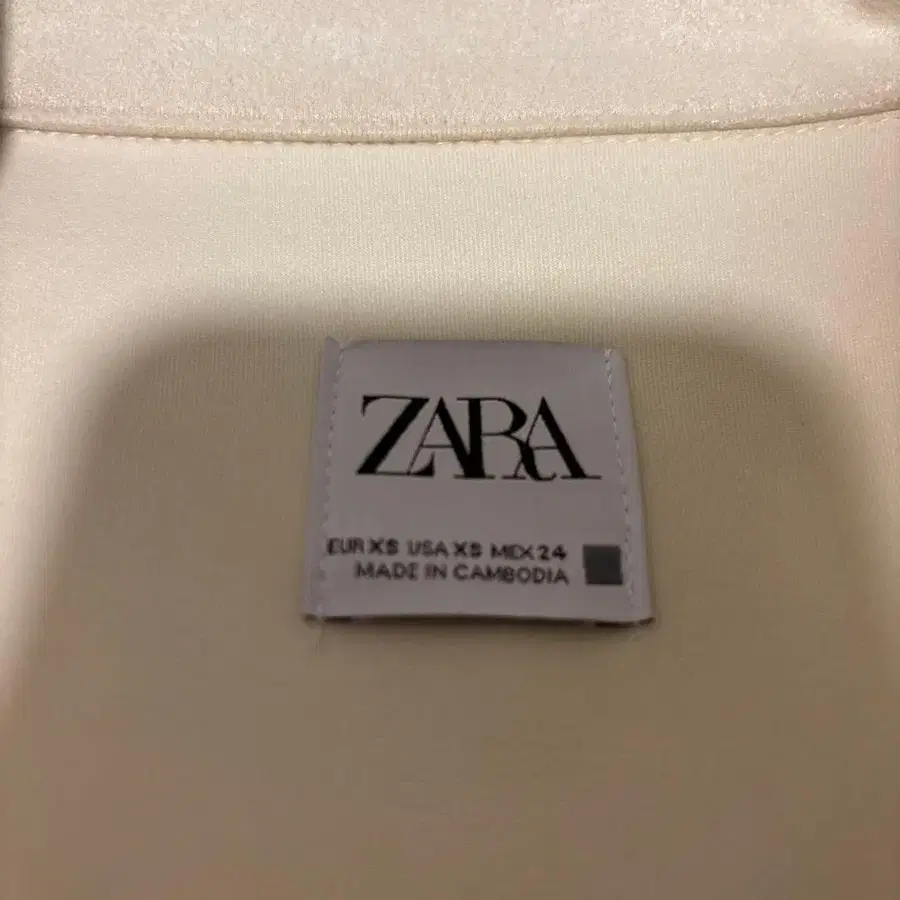 ZARA
EUR XS USA XS MEX 24
MADE IN CAMBODIA